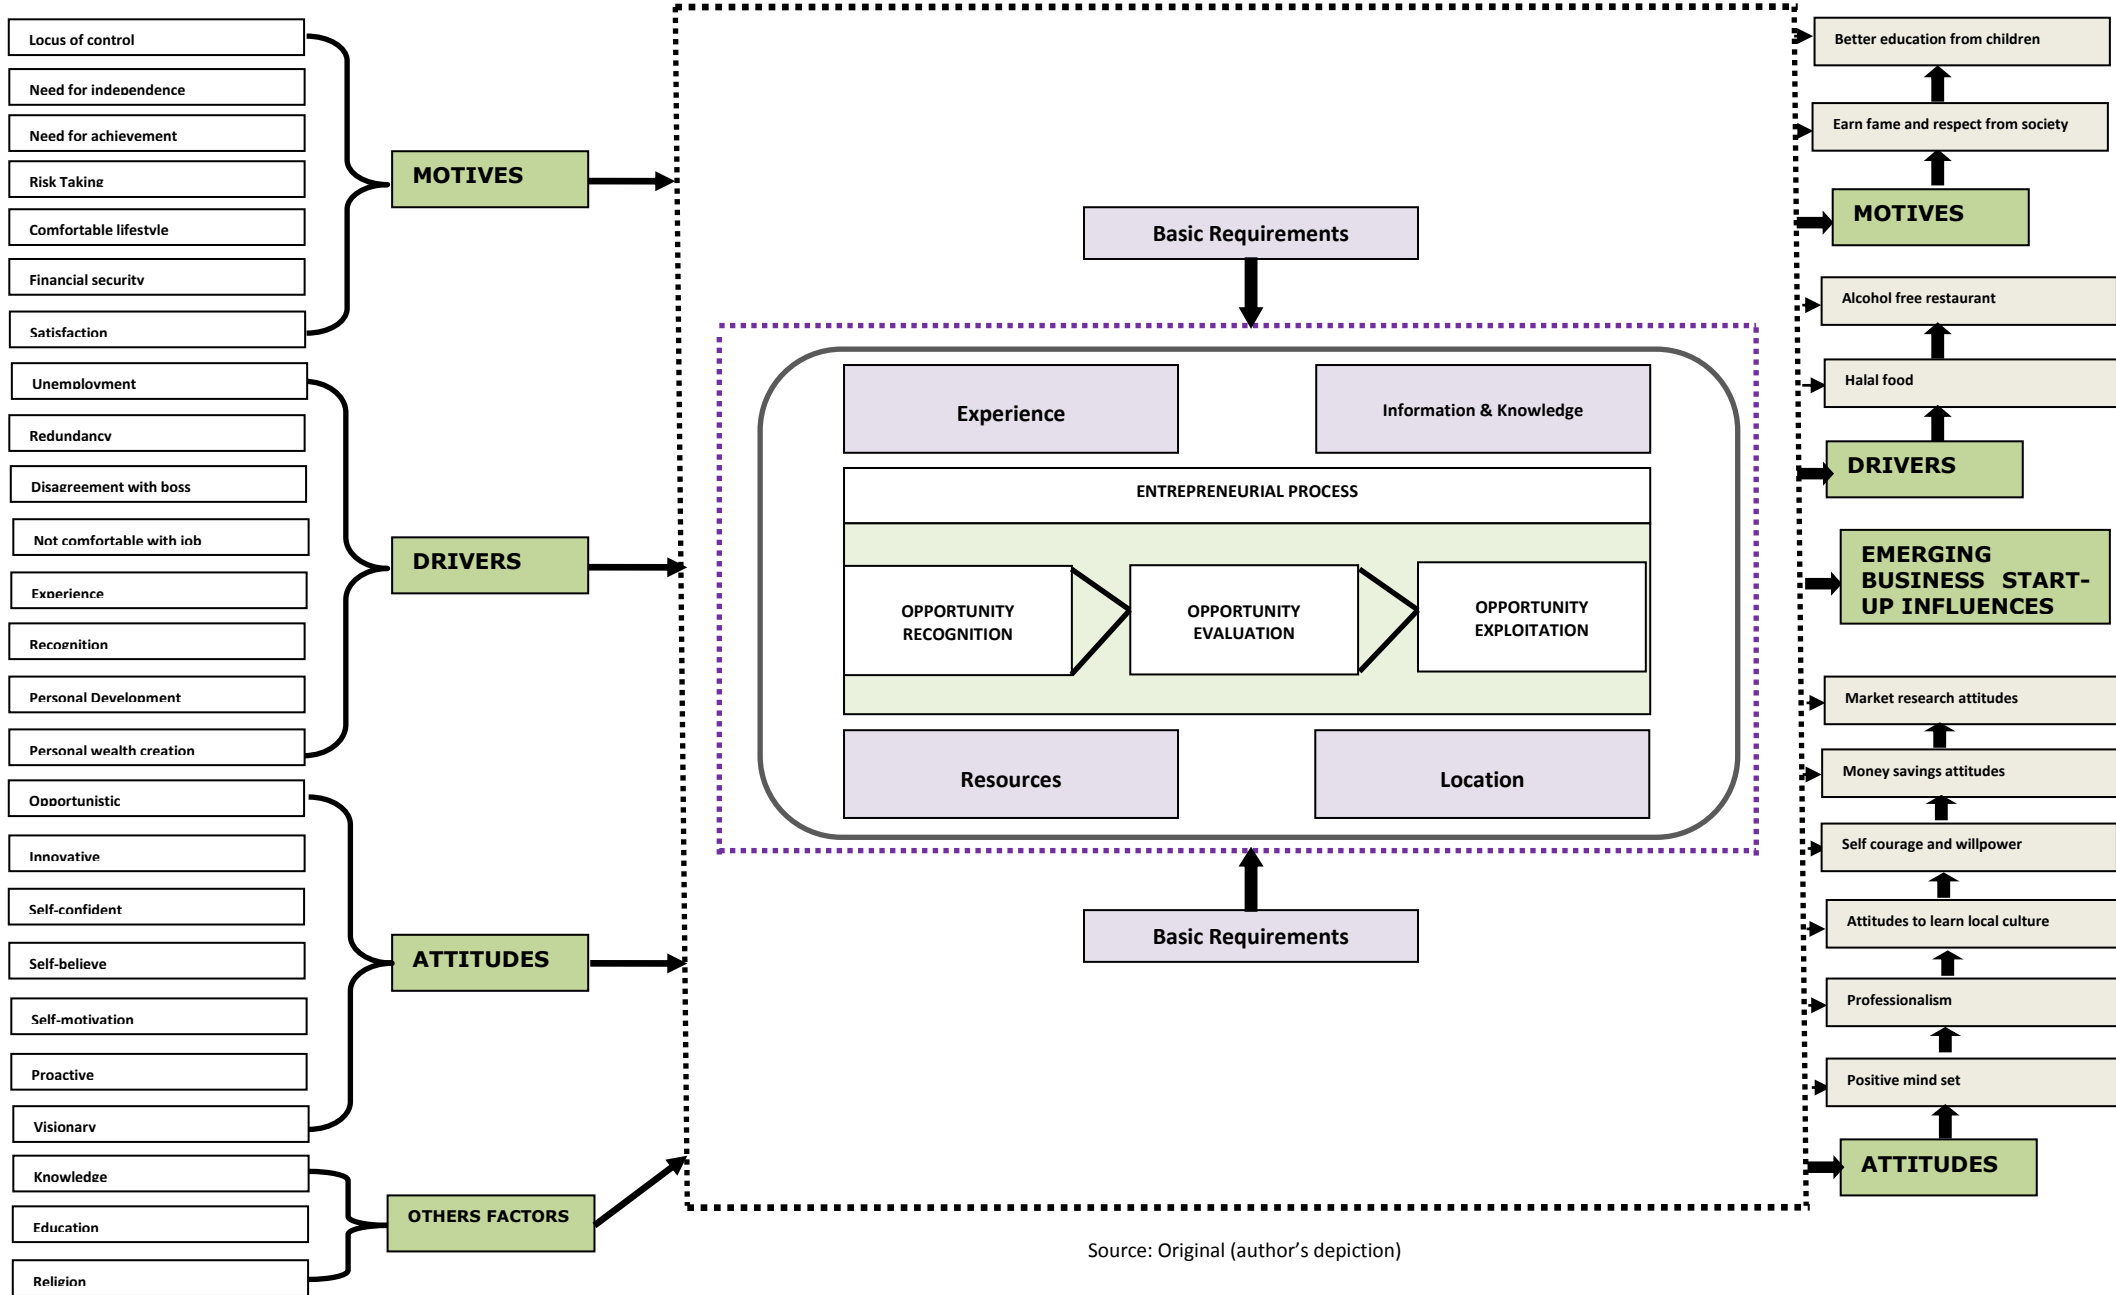 Locus of control
Need for independence
Need for achievement
Risk Taking
Comfortable lifestyle
Financial security
Satisfaction
Unemployment
Redundancy
Disagreement with boss
Not comfortable with job
Experience
Recognition
Personal Development
Personal wealth creation
Opportunistic
Innovative
Self-confident
Self-believe
Self-motivation
Proactive
Visionary
Knowledge
Education
Religion
MOTIVES
DRIVERS
ATTITUDES
OTHERS FACTORS
Basic Requirements
Experience
Information & Knowledge
ENTREPRENEURIAL PROCESS
OPPORTUNITY
RECOGNITION
OPPORTUNITY
EVALUATION
OPPORTUNITY
EXPLOITATION
Resources
Location
Basic Requirements
Source: Original (author’s depiction)
Better education from children
Earn fame and respect from society
MOTIVES
Alcohol free restaurant
Halal food
DRIVERS
EMERGING
BUSINESS START-
UP INFLUENCES
Market research attitudes
Money savings attitudes
Self courage and willpower
Attitudes to learn local culture
Professionalism
Positive mind set
ATTITUDES